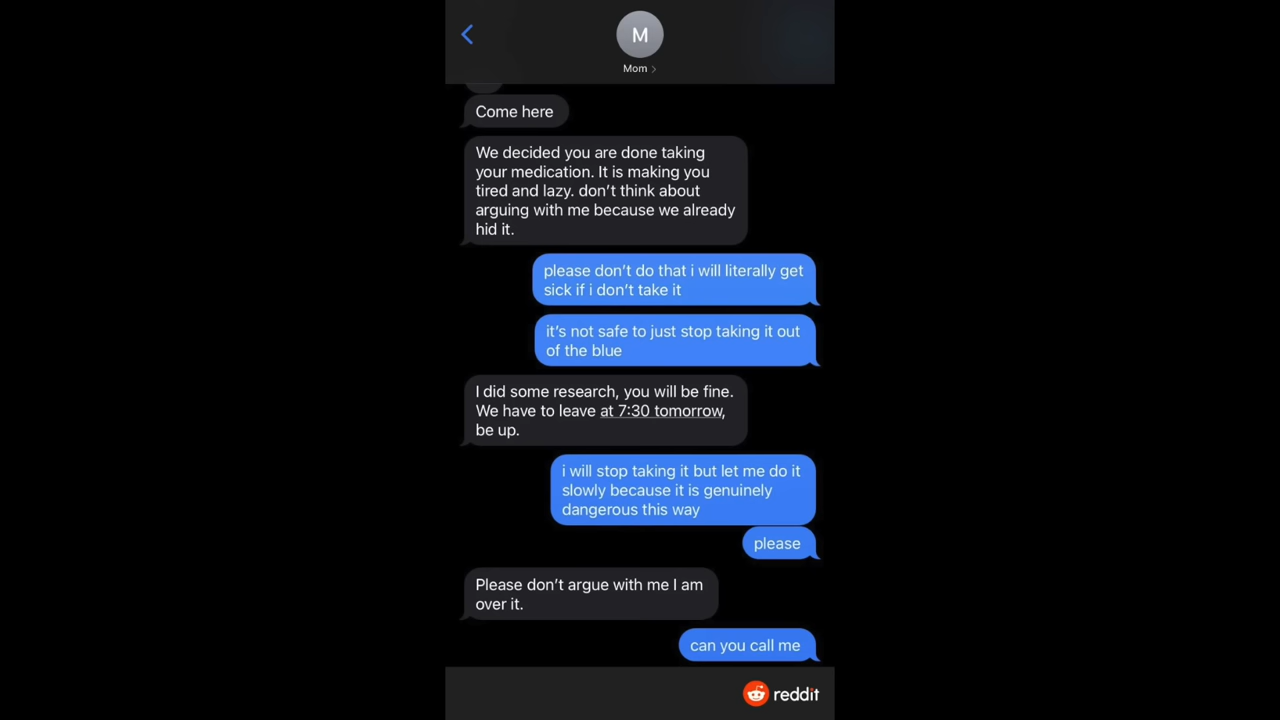 M
Mom
Come here
We decided you are done taking
your medication. It is making you
tired and lazy. don’t think about
arguing with me because we already
hid it.
please don’t do that i will literally get
sick if i don’t take it
it’s not safe to just stop taking it out
of the blue
I did some research, you will be fine.
We have to leave at 7:30 tomorrow,
be up.
i will stop taking it but let me do it
slowly because it is genuinely
dangerous this way
please
Please don’t argue with me I am
over it.
can you call me
reddit